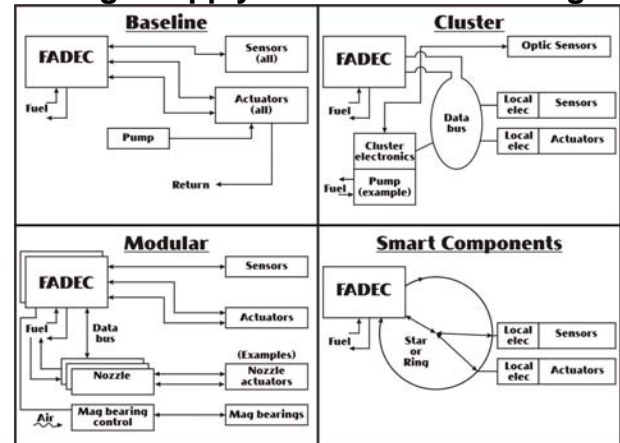 Baseline
FADEC
Sensors
(all)
Actuators
(all)
Fuel
Pump
Return
Cluster
FADEC
Optic Sensors
Fuel
Data
bus
Local
elec
Sensors
Local
elec
Actuators
Cluster
electronics
Fuel
Pump
(example)
Modular
FADEC
Sensors
Actuators
Fuel
Data
bus
(Examples)
Nozzle
Nozzle
actuators
Air
Mag bearing
control
Mag bearings
Smart Components
FADEC
Fuel
Star
or
Ring
Local
elec
Sensors
Local
elec
Actuators